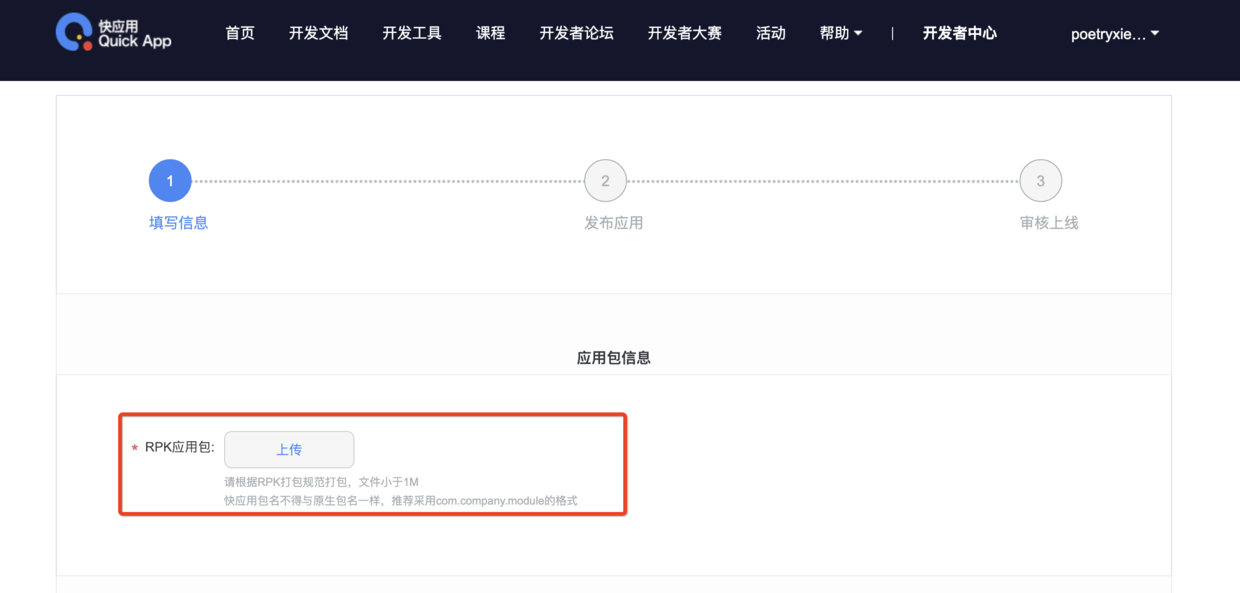 快应用
Quick App
首页 开发文档 开发工具 课程 开发者论坛 开发者大赛 活动 帮助 | 开发者中心 poetryxie...
1 2 3
填写信息 发布应用 审核上线
应用包信息
* RPK应用包: 上传
请根据RPK打包规范打包，文件小于1M
快应用包名不得与原生包名一样，推荐采用com.company.module的格式